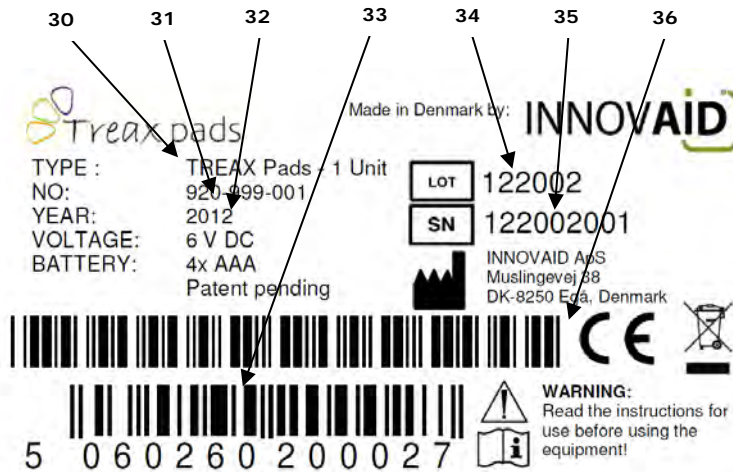 30 31 32 33 34 35 36
Treax pads
Made in Denmark by: INNOVAID
TYPE : TREAX Pads - 1 Unit
NO: 920-999-001
YEAR: 2012
VOLTAGE: 6 V DC
BATTERY: 4x AAA
Patent pending
LOT 122002
SN 122002001
INNOVAID ApS
Muslingevej 38
DK-8250 Egå, Denmark
CE
5 060260200027
WARNING:
Read the instructions for
use before using the
equipment!
i